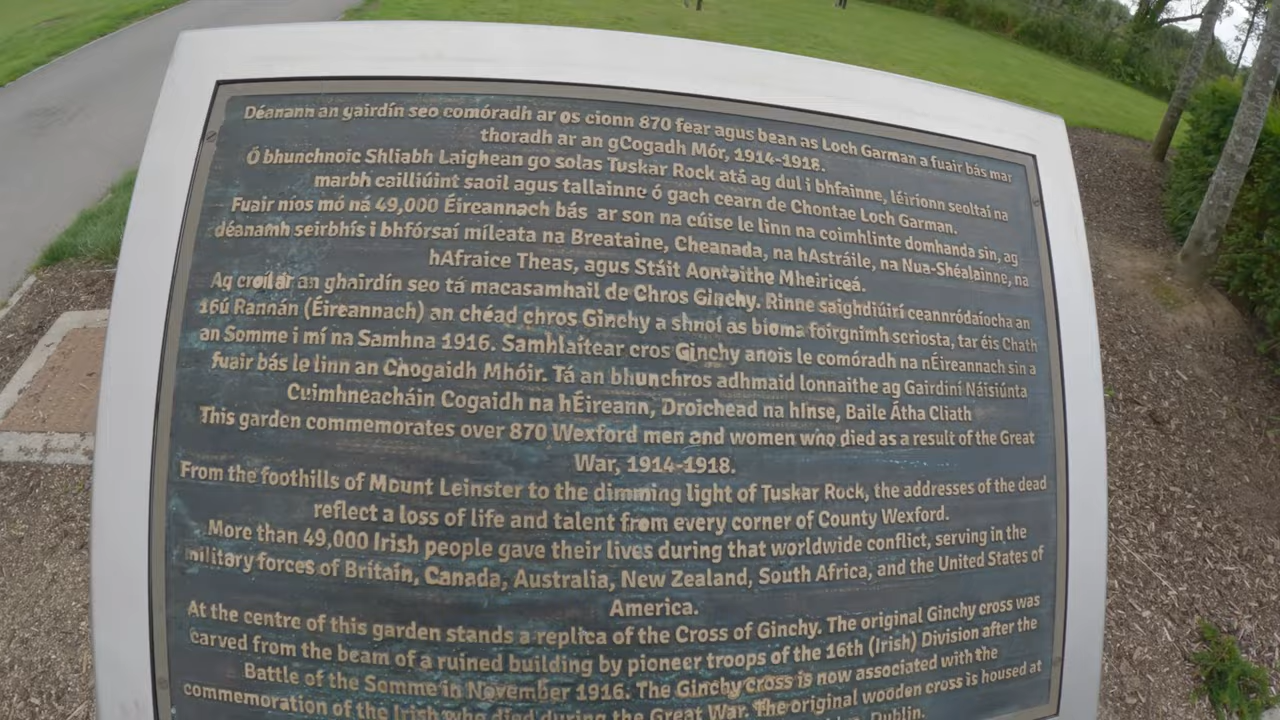 Déanann an gairdín seo comóradh ar os cionn 870 fear agus bean as Loch Garman a fuair bás mar
thoradh ar an gCogadh Mór, 1914-1918.
Ó bhunchnoic Shliabh Laighean go solas Tuskar Rock atá ag dul i bhfainne, léirionn seoltaí na
marbh cailliúint saoil agus tallainne ó gach cearn de Chontae Loch Garman.
Fuair níos mó ná 49,000 Éireannach bás ar son na cúise le linn na coimhlinte domhanda sin, ag
déanamh seirbhís i bhfórsaí míleata na Breataine, Cheanada, na hAstráile, na Nua-Shéalainne, na
hAfraice Theas, agus Stáit Aontaithe Mheiriceá.
Ag croílár an ghairdín seo tá macasamhail de Chros Ginchy. Rinne saighdiúirí ceannródaíocha an
16ú Rannán (Éireannach) an chéad chros Ginchy a shnoí as bioma foirgnimh scriosta, tar éis Chath
an Somme i mí na Samhna 1916. Samhlaítear cros Ginchy anois le comóradh na nÉireannach sin a
fuair bás le linn an Chogaidh Mhóir. Tá an bhunchros adhmaid lonnaithe ag Gairdíní Náisiúnta
Cuimhneacháin Cogaidh na hÉireann, Droichead na hInse, Baile Átha Cliath
This garden commemorates over 870 Wexford men and women who died as a result of the Great
War, 1914-1918.
From the foothills of Mount Leinster to the dimming light of Tuskar Rock, the addresses of the dead
reflect a loss of life and talent from every corner of County Wexford.
More than 49,000 Irish people gave their lives during that worldwide conflict, serving in the
military forces of Britain, Canada, Australia, New Zealand, South Africa, and the United States of
America.
At the centre of this garden stands a replica of the Cross of Ginchy. The original Ginchy cross was
carved from the beam of a ruined building by pioneer troops of the 16th (Irish) Division after the
Battle of the Somme in November 1916. The Ginchy cross is now associated with the
commemoration of the Irish who died during the Great War. The original wooden cross is housed at
Dublin.